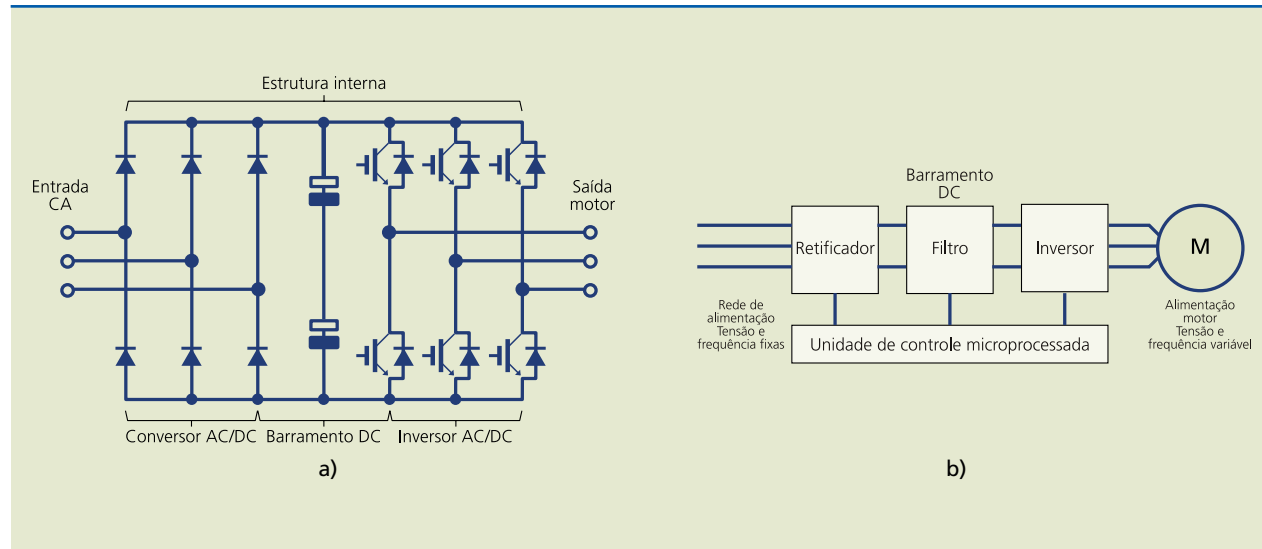 Estrutura interna
Entrada
CA
Saída
motor
Conversor AC/DC
Barramento DC
Inversor AC/DC
a)
Barramento
DC
Retificador
Filtro
Inversor
M
Rede de
alimentação
Tensão e
frequência fixas
Unidade de controle microprocessada
Alimentação
motor
Tensão e
frequência variável
b)